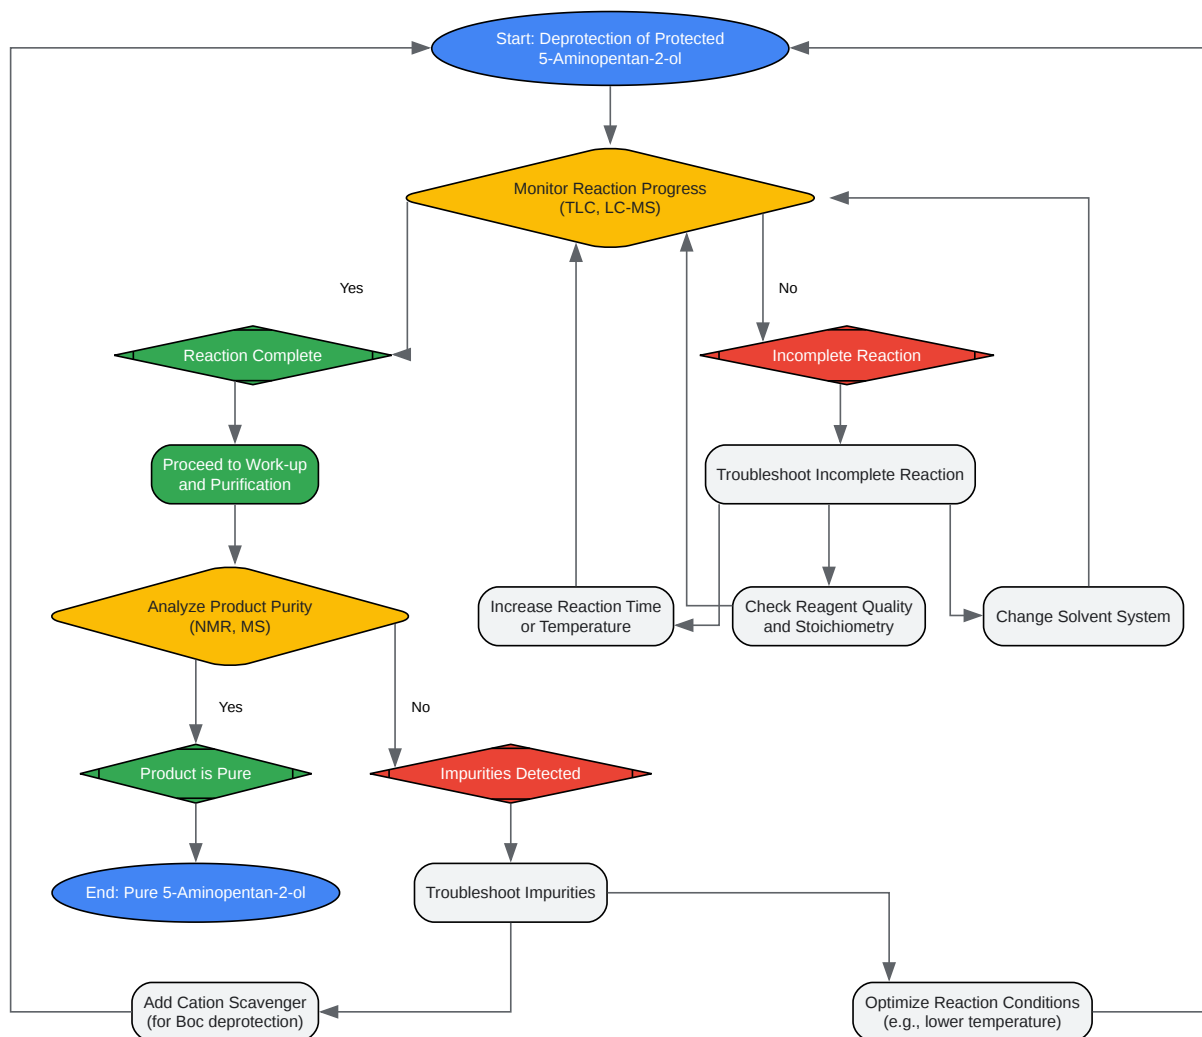 Start: Deprotection of Protected
5-Aminopentan-2-ol
Monitor Reaction Progress
(TLC, LC-MS)
Yes
No
Reaction Complete
Incomplete Reaction
Proceed to Work-up
and Purification
Troubleshoot Incomplete Reaction
Analyze Product Purity
(NMR, MS)
Increase Reaction Time
or Temperature
Check Reagent Quality
and Stoichiometry
Change Solvent System
Yes
No
Product is Pure
Impurities Detected
End: Pure 5-Aminopentan-2-ol
Troubleshoot Impurities
Add Cation Scavenger
(for Boc deprotection)
Optimize Reaction Conditions
(e.g., lower temperature)